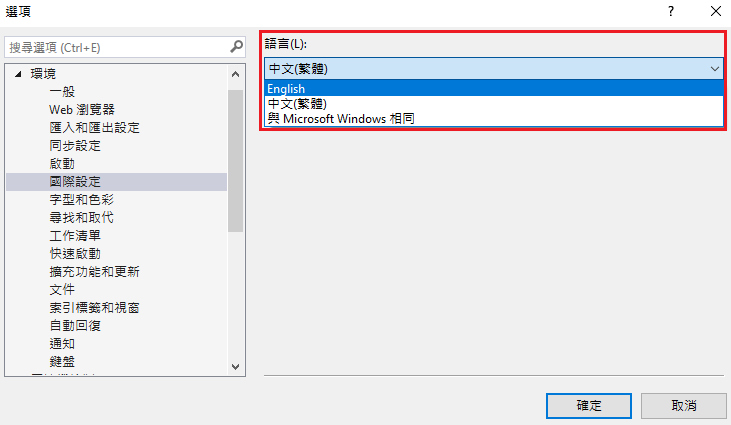 選項
搜尋選項 (Ctrl+E)
環境
一般
Web 瀏覽器
匯入和匯出設定
同步設定
啟動
國際設定
字型和色彩
尋找和取代
工作清單
快速啟動
擴充功能和更新
文件
索引標籤和視窗
自動回復
通知
鍵盤
語言(L):
中文(繁體)
English
中文(繁體)
與 Microsoft Windows 相同
確定
取消